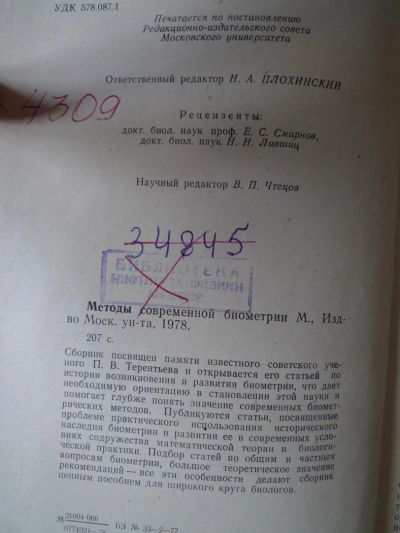 УДК 578.087.1
Печатается по постановлению
Редакционно-издательского совета
Московского университета
Ответственный редактор Н. А. ПЛОХИНСКИЙ
4309
Рецензенты:
докт. биол. наук проф. Е. С. Смирнов,
докт. биол. наук Н. Н. Лившиц
Научный редактор В. П. Чтецов
34845
БИБЛИОТЕКА
ИНСТИТУТА ФИЗИКИ
СССР
Методы современной биометрии М., Изд-
во Моск. ун-та, 1978.
207 с.
Сборник посвящен памяти известного советского уче-
ного П. В. Терентьева и открывается его статьей по
истории возникновения и развития биометрии, что дает
необходимую ориентацию в становлении этой науки и
помогает глубже понять значение современных биомет-
рических методов. Публикуются статьи, посвященные
проблеме практического использования исторического
наследия биометрии и развития ее в современных усло-
виях содружества математической теории и биологи-
ческой практики. Подбор статей по общим и частным
вопросам биометрии, большое теоретическое значение
рекомендаций — все эти особенности делают сборник
ценным пособием для широкого круга биологов.
М 21004-066 БЗ № 33—2—77